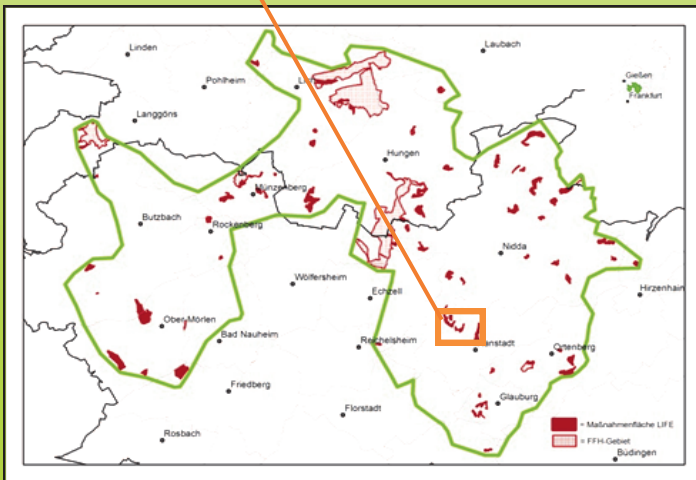 Linden
Laubach
Pohlheim
Gießen
Frankfurt
Langgöns
Hungen
Münzenberg
Butzbach
Rockenberg
Nidda
Wölfersheim
Echzell
Hirzenhain
Ober-Mörlen
Bad Nauheim
Reichelsheim
anstadt
Ortenberg
Friedberg
Glauburg
Florstadt
= Maßnahmenfläche LIFE
Rosbach
= FFH-Gebiet
Büdingen